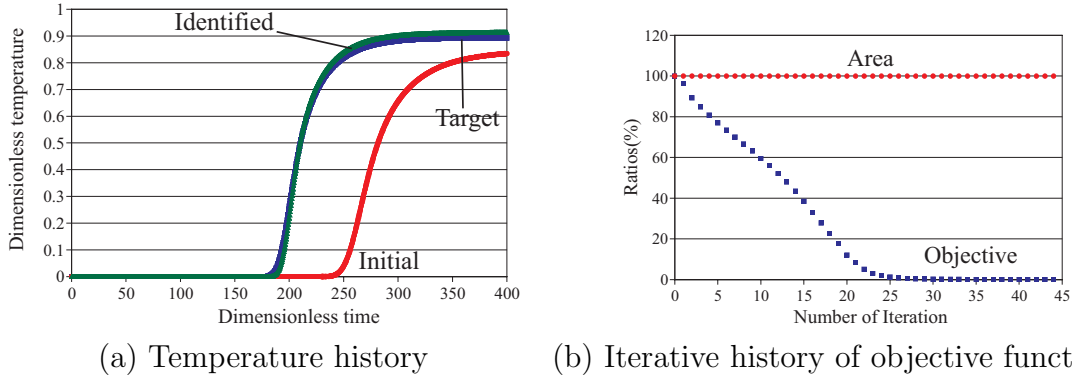 1
0.9
0.8
0.7
0.6
0.5
0.4
0.3
0.2
0.1
0
Dimensionless temperature
Identified
Target
Initial
0 50 100 150 200 250 300 350 400
Dimensionless time
(a) Temperature history
120
100
80
60
40
20
0
Ratios(%)
Area
Objective
0 5 10 15 20 25 30 35 40 45
Number of Iteration
(b) Iterative history of objective funct